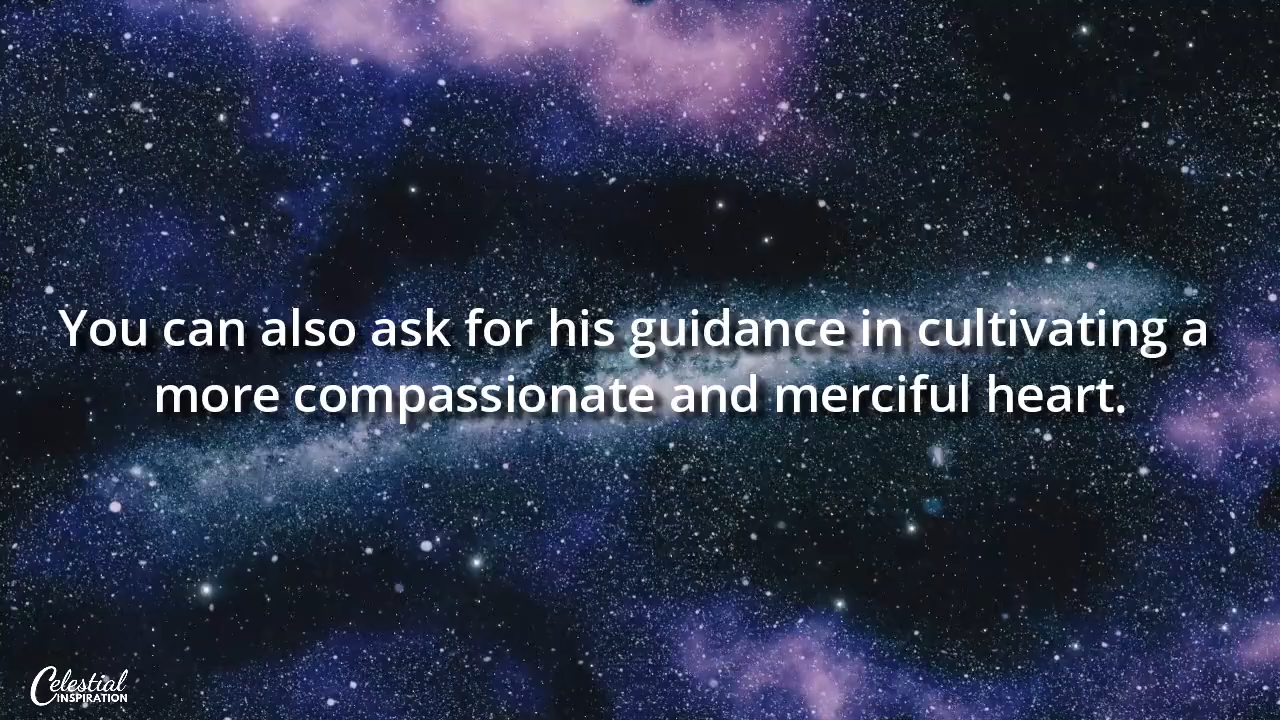 You can also ask for his guidance in cultivating a
more compassionate and merciful heart.
Celestial
INSPIRATION